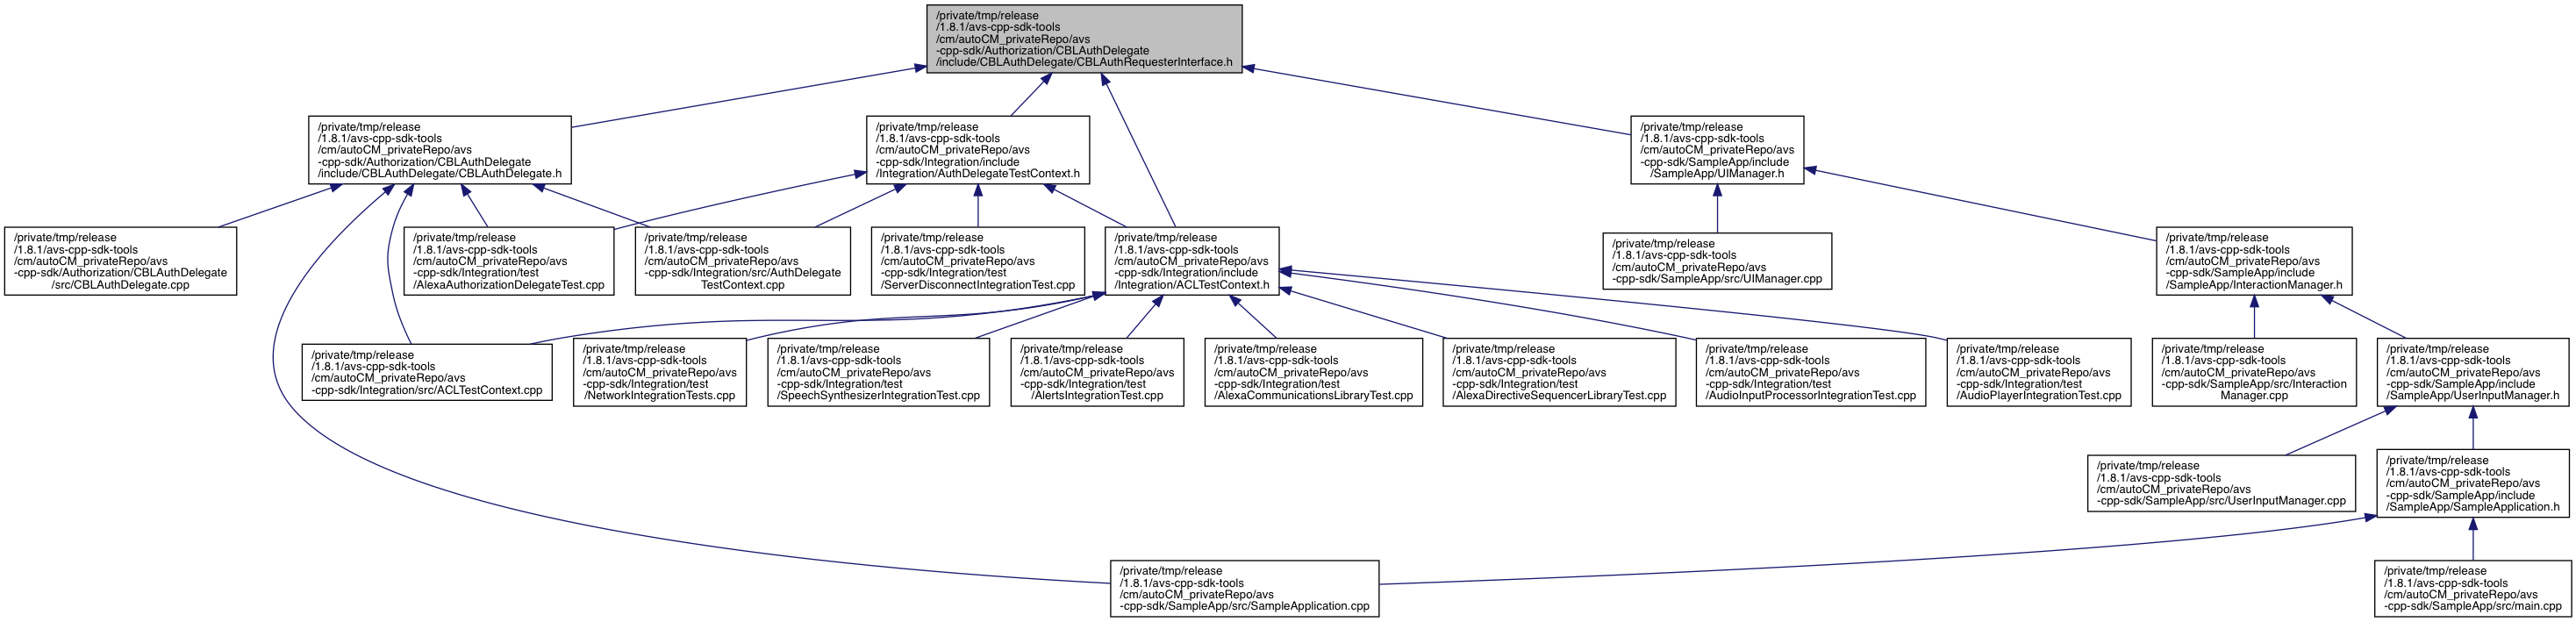 /private/tmp/release
/1.8.1/avs-cpp-sdk-tools
/cm/autoCM_privateRepo/avs
-cpp-sdk/Authorization/CBLAuthDelegate
/include/CBLAuthDelegate/CBLAuthRequesterInterface.h
/private/tmp/release
/1.8.1/avs-cpp-sdk-tools
/cm/autoCM_privateRepo/avs
-cpp-sdk/Authorization/CBLAuthDelegate
/include/CBLAuthDelegate/CBLAuthDelegate.h
/private/tmp/release
/1.8.1/avs-cpp-sdk-tools
/cm/autoCM_privateRepo/avs
-cpp-sdk/Integration/include
/Integration/AuthDelegateTestContext.h
/private/tmp/release
/1.8.1/avs-cpp-sdk-tools
/cm/autoCM_privateRepo/avs
-cpp-sdk/SampleApp/include
/SampleApp/UIManager.h
/private/tmp/release
/1.8.1/avs-cpp-sdk-tools
/cm/autoCM_privateRepo/avs
-cpp-sdk/Authorization/CBLAuthDelegate
/src/CBLAuthDelegate.cpp
/private/tmp/release
/1.8.1/avs-cpp-sdk-tools
/cm/autoCM_privateRepo/avs
-cpp-sdk/Integration/test
/AlexaAuthorizationDelegateTest.cpp
/private/tmp/release
/1.8.1/avs-cpp-sdk-tools
/cm/autoCM_privateRepo/avs
-cpp-sdk/Integration/src/AuthDelegate
TestContext.cpp
/private/tmp/release
/1.8.1/avs-cpp-sdk-tools
/cm/autoCM_privateRepo/avs
-cpp-sdk/Integration/test
/ServerDisconnectIntegrationTest.cpp
/private/tmp/release
/1.8.1/avs-cpp-sdk-tools
/cm/autoCM_privateRepo/avs
-cpp-sdk/Integration/include
/Integration/ACLTestContext.h
/private/tmp/release
/1.8.1/avs-cpp-sdk-tools
/cm/autoCM_privateRepo/avs
-cpp-sdk/SampleApp/src/UIManager.cpp
/private/tmp/release
/1.8.1/avs-cpp-sdk-tools
/cm/autoCM_privateRepo/avs
-cpp-sdk/SampleApp/include
/SampleApp/InteractionManager.h
/private/tmp/release
/1.8.1/avs-cpp-sdk-tools
/cm/autoCM_privateRepo/avs
-cpp-sdk/Integration/src/ACLTestContext.cpp
/private/tmp/release
/1.8.1/avs-cpp-sdk-tools
/cm/autoCM_privateRepo/avs
-cpp-sdk/Integration/test
/NetworkIntegrationTests.cpp
/private/tmp/release
/1.8.1/avs-cpp-sdk-tools
/cm/autoCM_privateRepo/avs
-cpp-sdk/Integration/test
/SpeechSynthesizerIntegrationTest.cpp
/private/tmp/release
/1.8.1/avs-cpp-sdk-tools
/cm/autoCM_privateRepo/avs
-cpp-sdk/Integration/test
/AlertsIntegrationTest.cpp
/private/tmp/release
/1.8.1/avs-cpp-sdk-tools
/cm/autoCM_privateRepo/avs
-cpp-sdk/Integration/test
/AlexaCommunicationsLibraryTest.cpp
/private/tmp/release
/1.8.1/avs-cpp-sdk-tools
/cm/autoCM_privateRepo/avs
-cpp-sdk/Integration/test
/AlexaDirectiveSequencerLibraryTest.cpp
/private/tmp/release
/1.8.1/avs-cpp-sdk-tools
/cm/autoCM_privateRepo/avs
-cpp-sdk/Integration/test
/AudioInputProcessorIntegrationTest.cpp
/private/tmp/release
/1.8.1/avs-cpp-sdk-tools
/cm/autoCM_privateRepo/avs
-cpp-sdk/Integration/test
/AudioPlayerIntegrationTest.cpp
/private/tmp/release
/1.8.1/avs-cpp-sdk-tools
/cm/autoCM_privateRepo/avs
-cpp-sdk/SampleApp/src/Interaction
Manager.cpp
/private/tmp/release
/1.8.1/avs-cpp-sdk-tools
/cm/autoCM_privateRepo/avs
-cpp-sdk/SampleApp/include
/SampleApp/UserInputManager.h
/private/tmp/release
/1.8.1/avs-cpp-sdk-tools
/cm/autoCM_privateRepo/avs
-cpp-sdk/SampleApp/src/UserInputManager.cpp
/private/tmp/release
/1.8.1/avs-cpp-sdk-tools
/cm/autoCM_privateRepo/avs
-cpp-sdk/SampleApp/include
/SampleApp/SampleApplication.h
/private/tmp/release
/1.8.1/avs-cpp-sdk-tools
/cm/autoCM_privateRepo/avs
-cpp-sdk/SampleApp/src/SampleApplication.cpp
/private/tmp/release
/1.8.1/avs-cpp-sdk-tools
/cm/autoCM_privateRepo/avs
-cpp-sdk/SampleApp/src/main.cpp